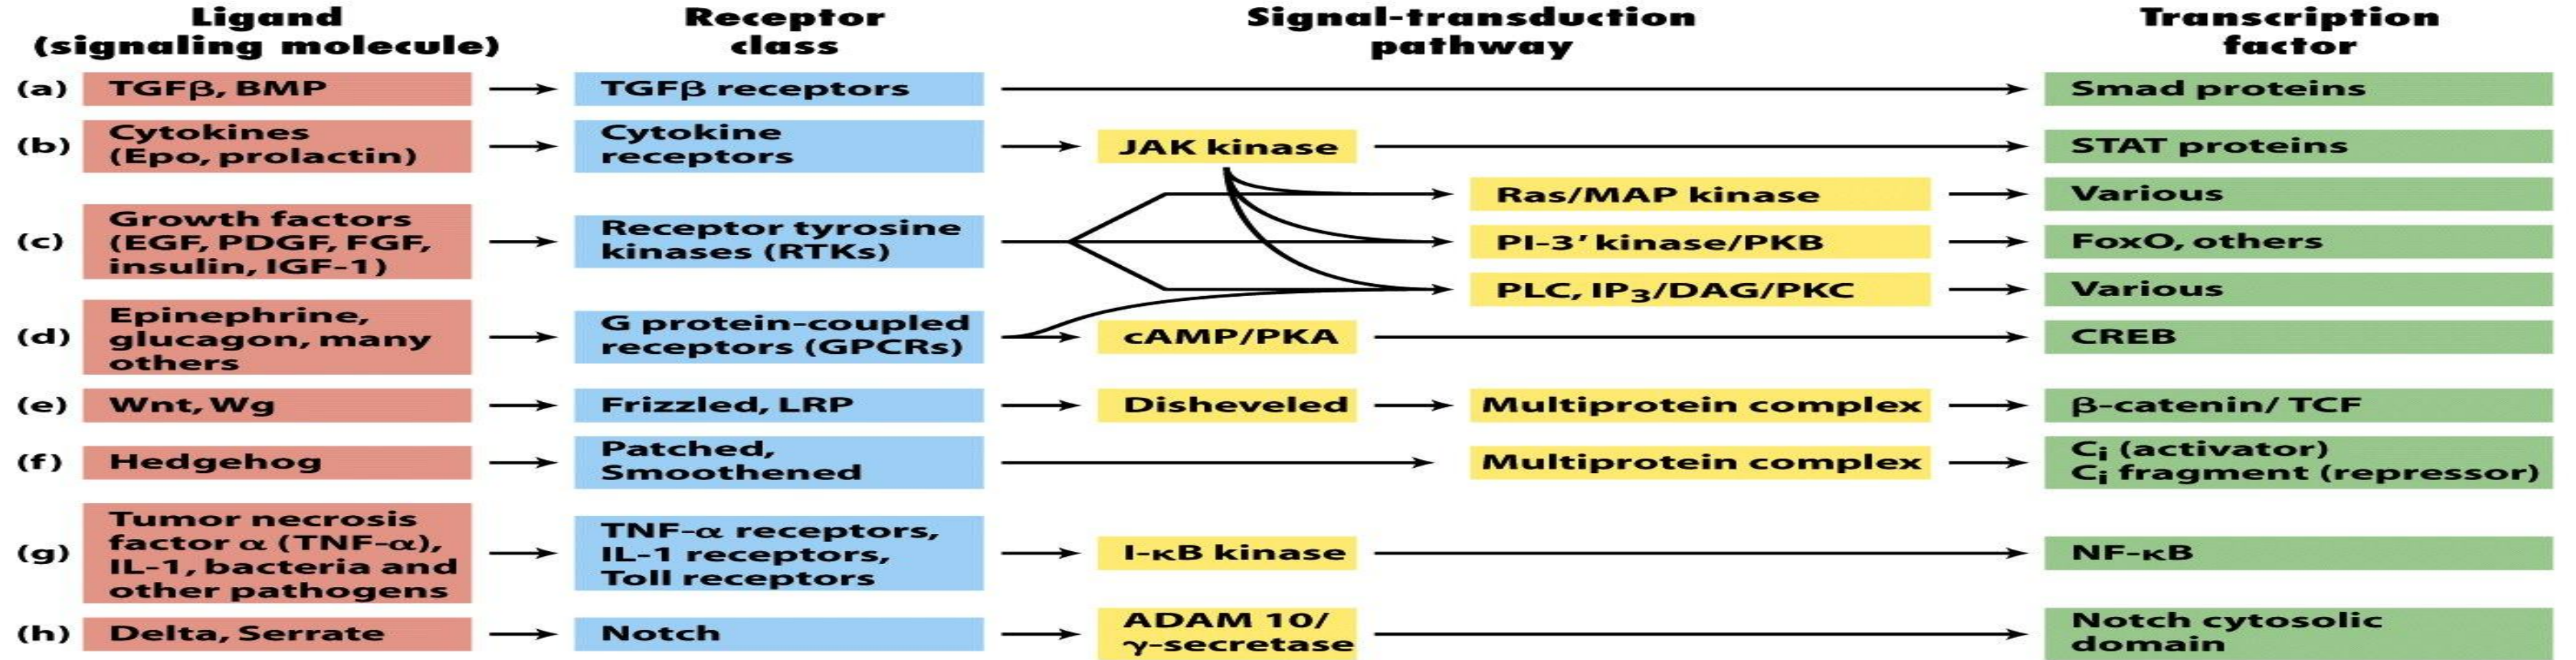 Ligand
(signaling molecule)
Receptor
class
Signal-transduction
pathway
Transcription
factor
(a)
TGFβ, BMP
TGFβ receptors
Smad proteins
(b)
Cytokines
(Epo, prolactin)
Cytokine
receptors
JAK kinase
STAT proteins
Ras/MAP kinase
Various
(c)
Growth factors
(EGF, PDGF, FGF,
insulin, IGF-1)
Receptor tyrosine
kinases (RTKs)
PI-3′ kinase/PKB
FoxO, others
PLC, IP₃/DAG/PKC
Various
(d)
Epinephrine,
glucagon, many
others
G protein-coupled
receptors (GPCRs)
cAMP/PKA
CREB
(e)
Wnt, Wg
Frizzled, LRP
Disheveled
Multiprotein complex
β-catenin/ TCF
(f)
Hedgehog
Patched,
Smoothened
Multiprotein complex
Cᵢ (activator)
Cᵢ fragment (repressor)
(g)
Tumor necrosis
factor α (TNF-α),
IL-1, bacteria and
other pathogens
TNF-α receptors,
IL-1 receptors,
Toll receptors
I-κB kinase
NF-κB
(h)
Delta, Serrate
Notch
ADAM 10/
γ-secretase
Notch cytosolic
domain